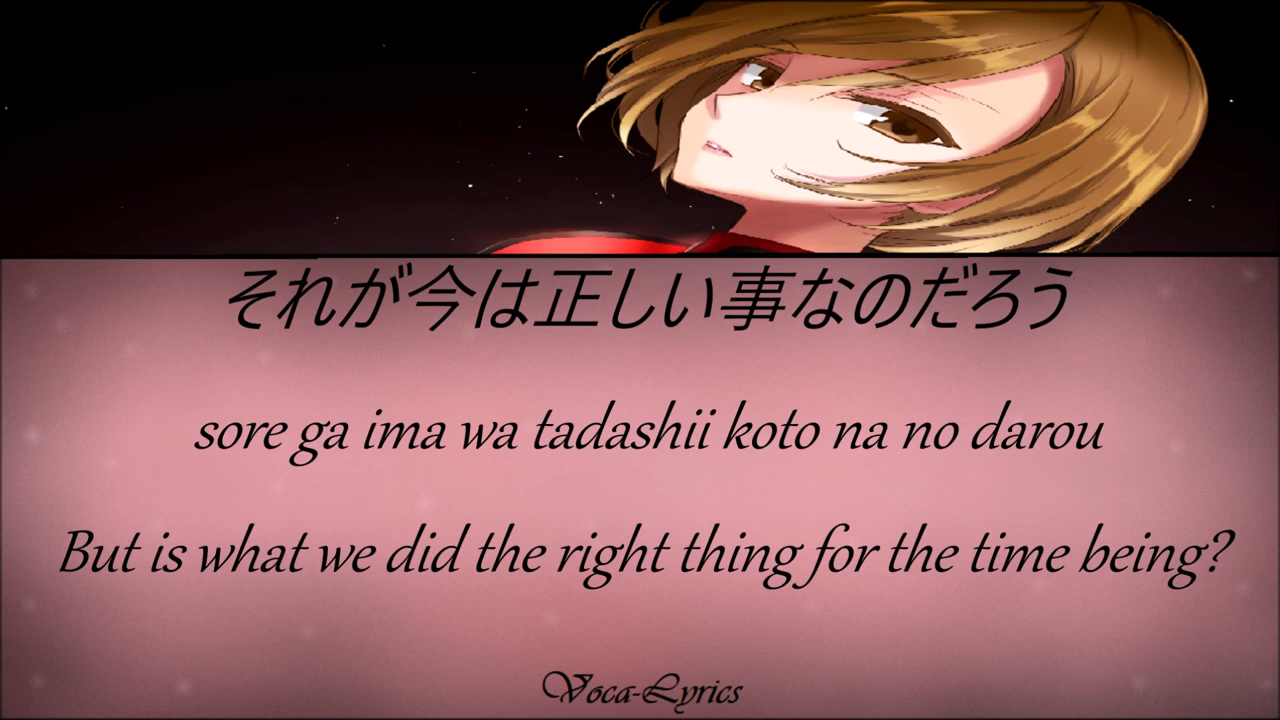 それが今は正しい事なのだろう
sore ga ima wa tadashii koto na no darou
But is what we did the right thing for the time being?
Voca-Lyrics